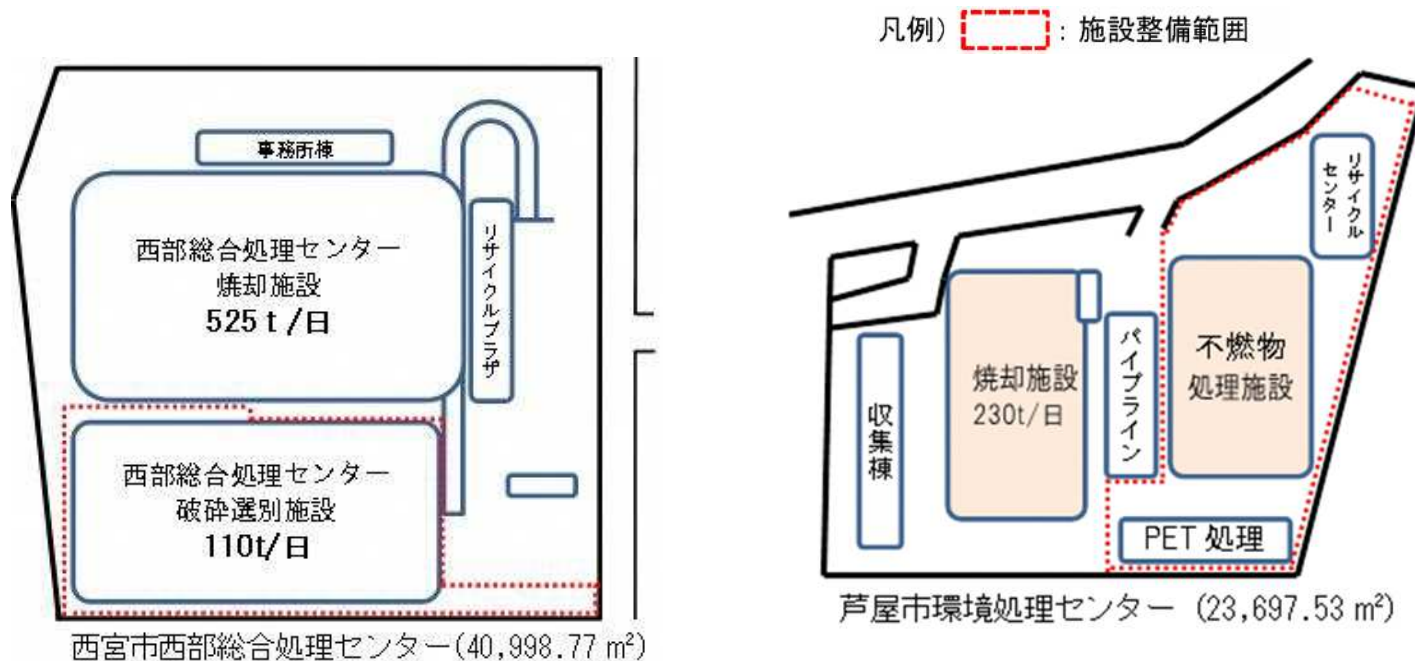 凡例） ：施設整備範囲
事務所棟
西部総合処理センター
焼却施設
525ｔ/日
リサイクルプラザ
西部総合処理センター
破砕選別施設
110t/日
西宮市西部総合処理センター(40,998.77 m²)
リサイクル
センター
不燃物
処理施設
パイプライン
焼却施設
230t/日
収集棟
PET 処理
芦屋市環境処理センター (23,697.53 m²)